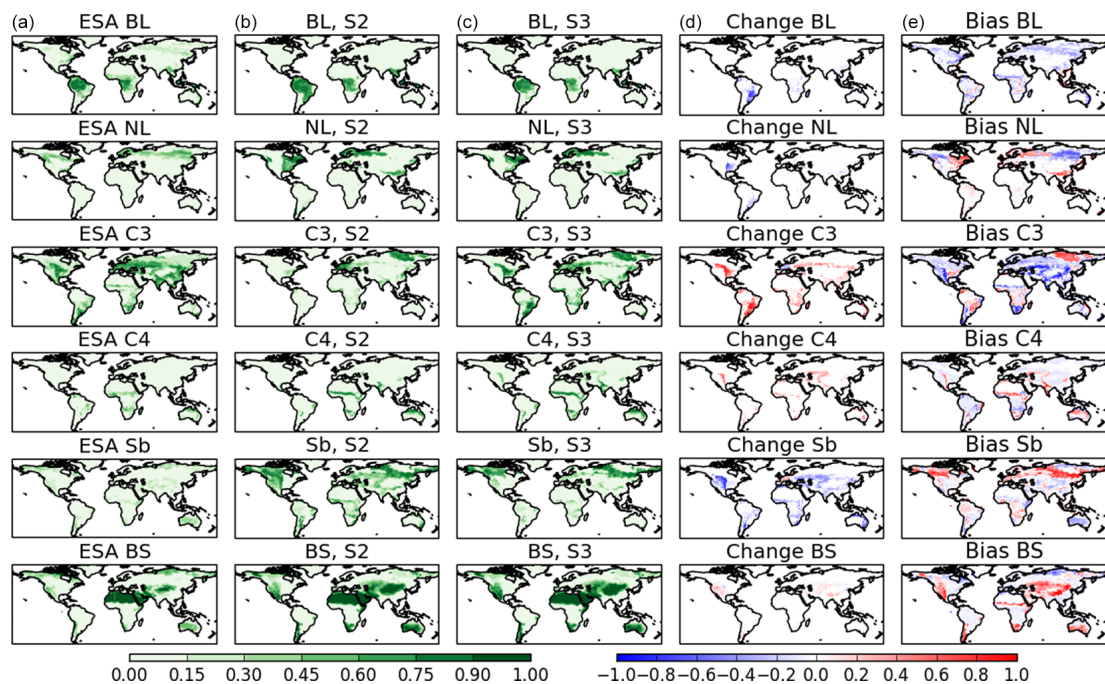 (a) (b) (c) (d) (e)
ESA BL BL, S2 BL, S3 Change BL Bias BL
ESA NL NL, S2 NL, S3 Change NL Bias NL
ESA C3 C3, S2 C3, S3 Change C3 Bias C3
ESA C4 C4, S2 C4, S3 Change C4 Bias C4
ESA Sb Sb, S2 Sb, S3 Change Sb Bias Sb
ESA BS BS, S2 BS, S3 Change BS Bias BS
0.00 0.15 0.30 0.45 0.60 0.75 0.90 1.00 −1.0 −0.8 −0.6 −0.4 −0.2 0.0 0.2 0.4 0.6 0.8 1.0